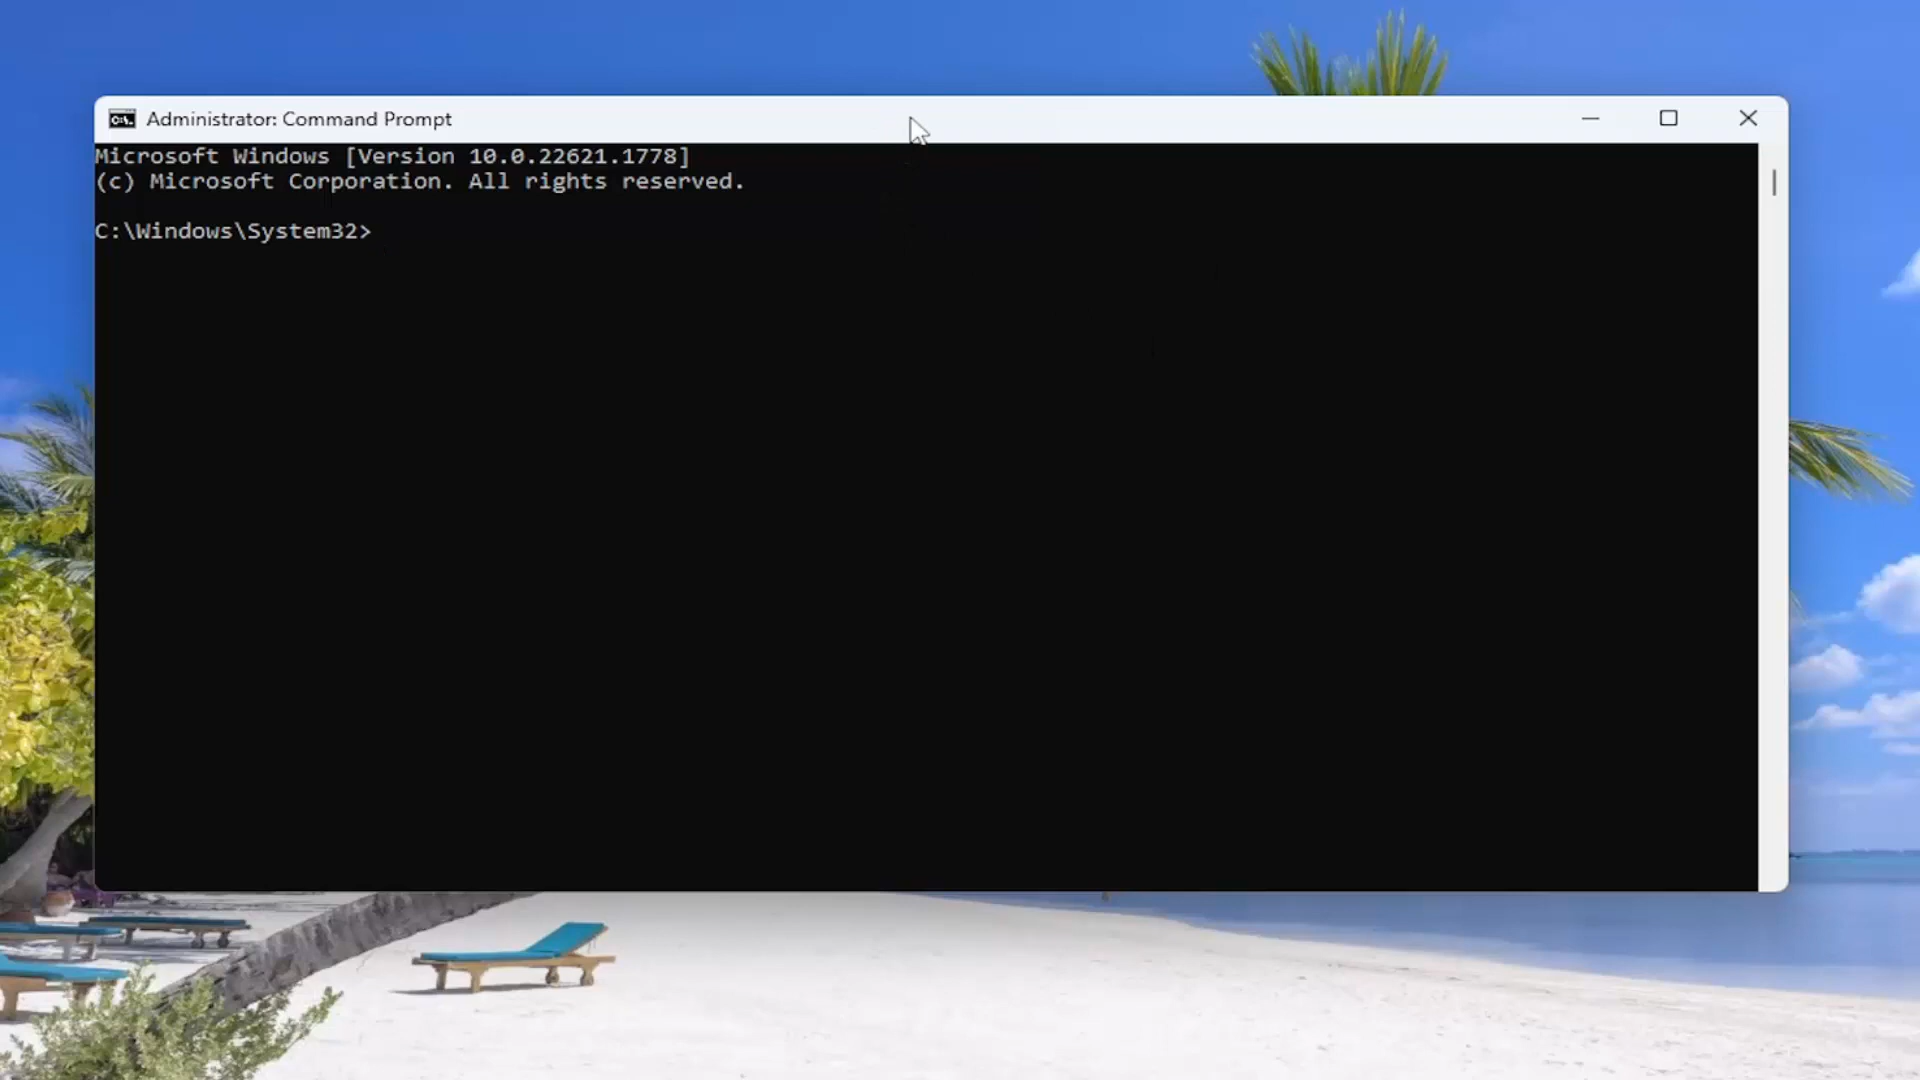 Administrator: Command Prompt
Microsoft Windows [Version 10.0.22621.1778]
(c) Microsoft Corporation. All rights reserved.
C:\Windows\System32>